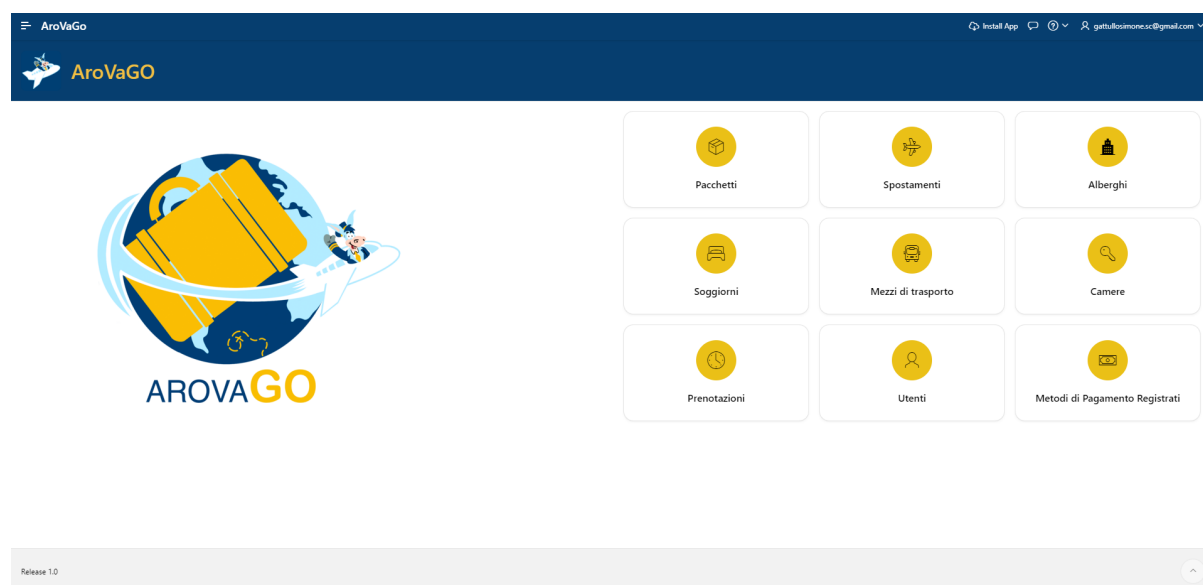 AroVaGo
Install App
gattullosimone.sc@gmail.com
AroVaGO
Pacchetti
Spostamenti
Alberghi
Soggiorni
Mezzi di trasporto
Camere
Prenotazioni
Utenti
Metodi di Pagamento Registrati
AROVAGO
Release 1.0